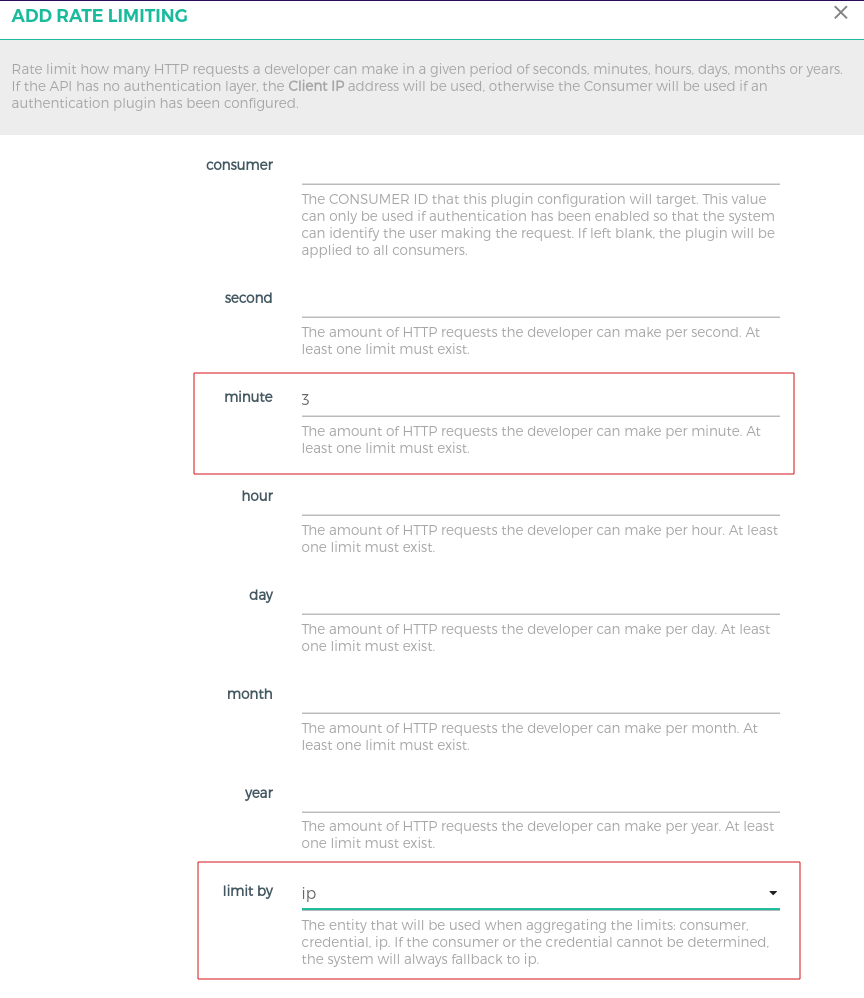 ADD RATE LIMITING
Rate limit how many HTTP requests a developer can make in a given period of seconds, minutes, hours, days, months or years.
If the API has no authentication layer, the Client IP address will be used, otherwise the Consumer will be used if an
authentication plugin has been configured.
consumer
The CONSUMER ID that this plugin configuration will target. This value
can only be used if authentication has been enabled so that the system
can identify the user making the request. If left blank, the plugin will be
applied to all consumers.
second
The amount of HTTP requests the developer can make per second. At
least one limit must exist.
minute 3
The amount of HTTP requests the developer can make per minute. At
least one limit must exist.
hour
The amount of HTTP requests the developer can make per hour. At least
one limit must exist.
day
The amount of HTTP requests the developer can make per day. At least
one limit must exist.
month
The amount of HTTP requests the developer can make per month. At
least one limit must exist.
year
The amount of HTTP requests the developer can make per year. At least
one limit must exist.
limit by ip
The entity that will be used when aggregating the limits: consumer,
credential, ip. If the consumer or the credential cannot be determined,
the system will always fallback to ip.